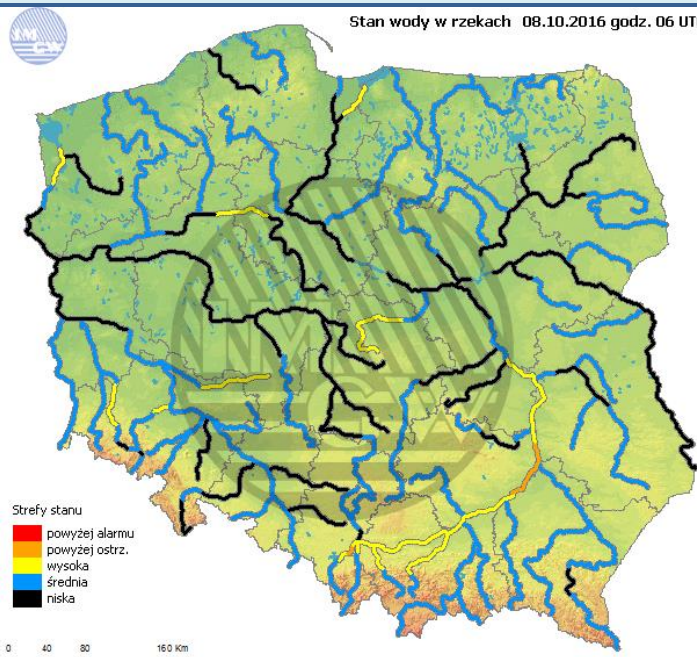 Stan wody w rzekach 08.10.2016 godz. 06 UT
Strefy stanu
powyżej alarmu
powyżej ostrz.
wysoka
średnia
niska
0 40 80 160 Km